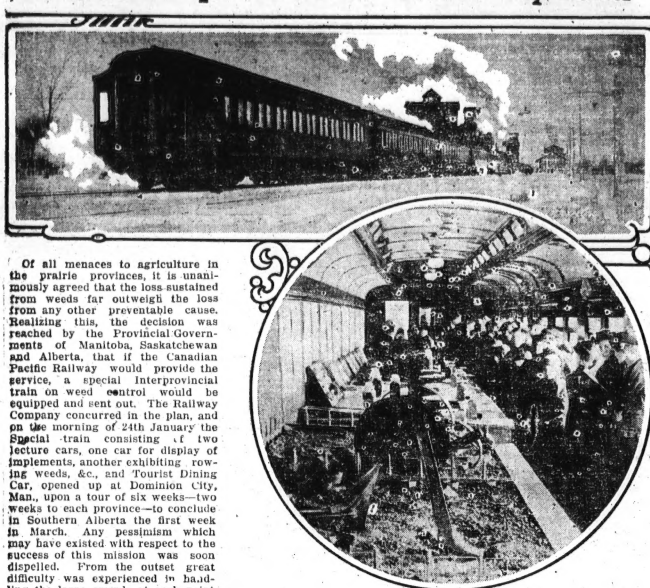 Of all menaces to agriculture in
the prairie provinces, it is unani-
mously agreed that the loss sustained
from weeds far outweigh the loss
from any other preventable cause.
Realizing this, the decision was
reached by the Provincial Govern-
ments of Manitoba, Saskatchewan
and Alberta, that if the Canadian
Pacific Railway would provide the
service, a special Interprovincial
train on weed control would be
equipped and sent out. The Railway
Company concurred in the plan, and
on the morning of 24th January the
Special train consisting of two
lecture cars, one car for display of
implements, another exhibiting row-
ing weeds, &c., and Tourist Dining
Car, opened up at Dominion City,
Man., upon a tour of six weeks—two
weeks to each province—to conclude
in Southern Alberta the first week
in March. Any pessimism which
may have existed with respect to the
success of this mission was soon
dispelled. From the outset great
difficulty was experienced in hand-